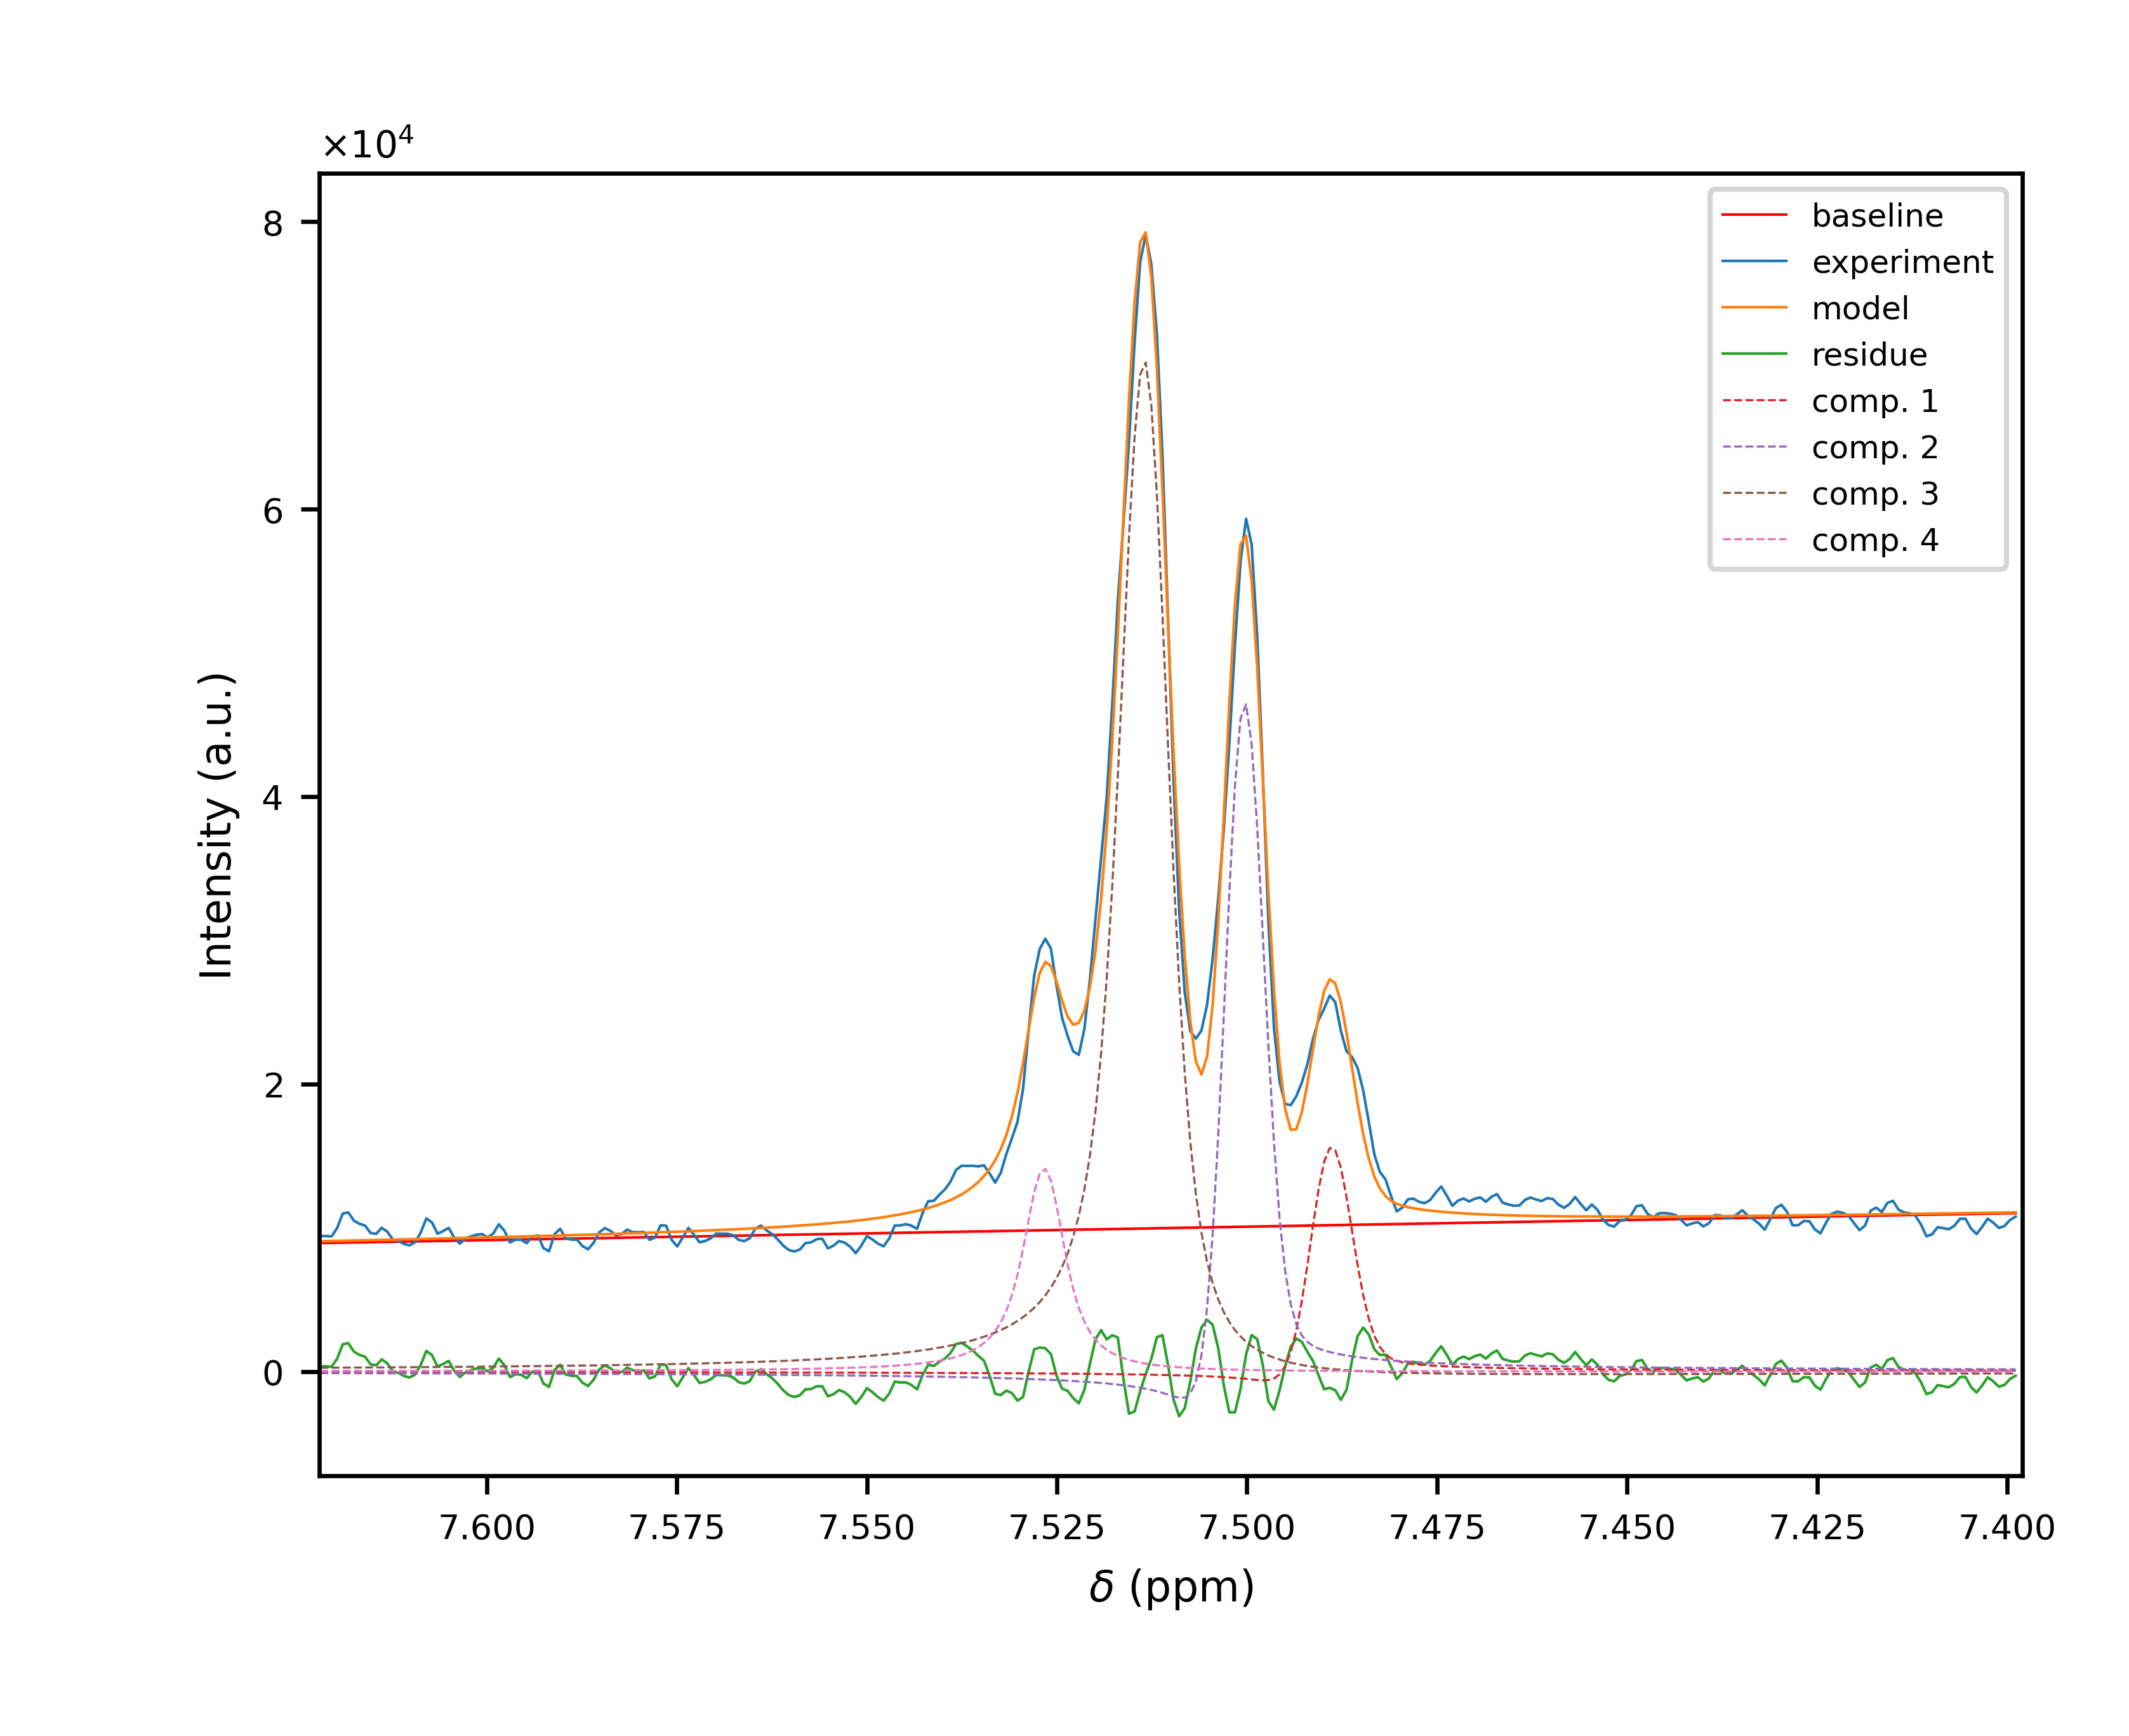 ×10⁴
8
6
4
2
0
Intensity (a.u.)
7.600 7.575 7.550 7.525 7.500 7.475 7.450 7.425 7.400
δ (ppm)
baseline
experiment
model
residue
comp. 1
comp. 2
comp. 3
comp. 4